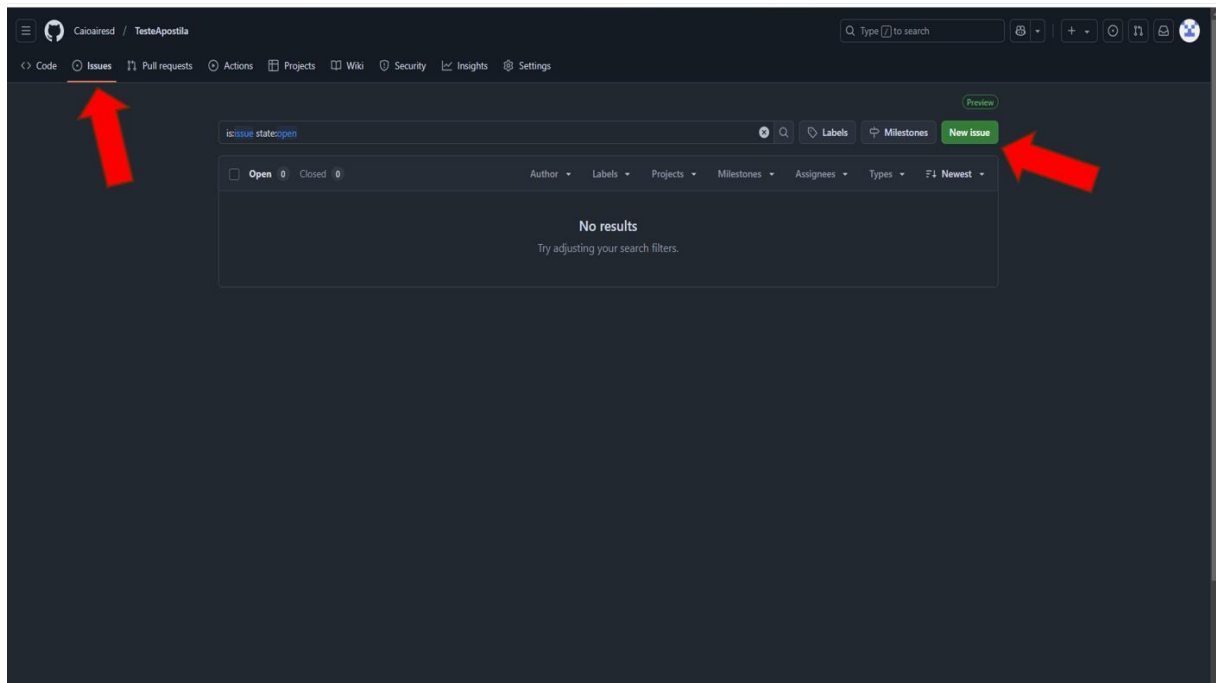 Caioairesd / TesteApostila
Type / to search
Code Issues Pull requests Actions Projects Wiki Security Insights Settings
Preview
is:issue state:open
Labels Milestones New issue
Open 0 Closed 0 Author Labels Projects Milestones Assignees Types Newest
No results
Try adjusting your search filters.